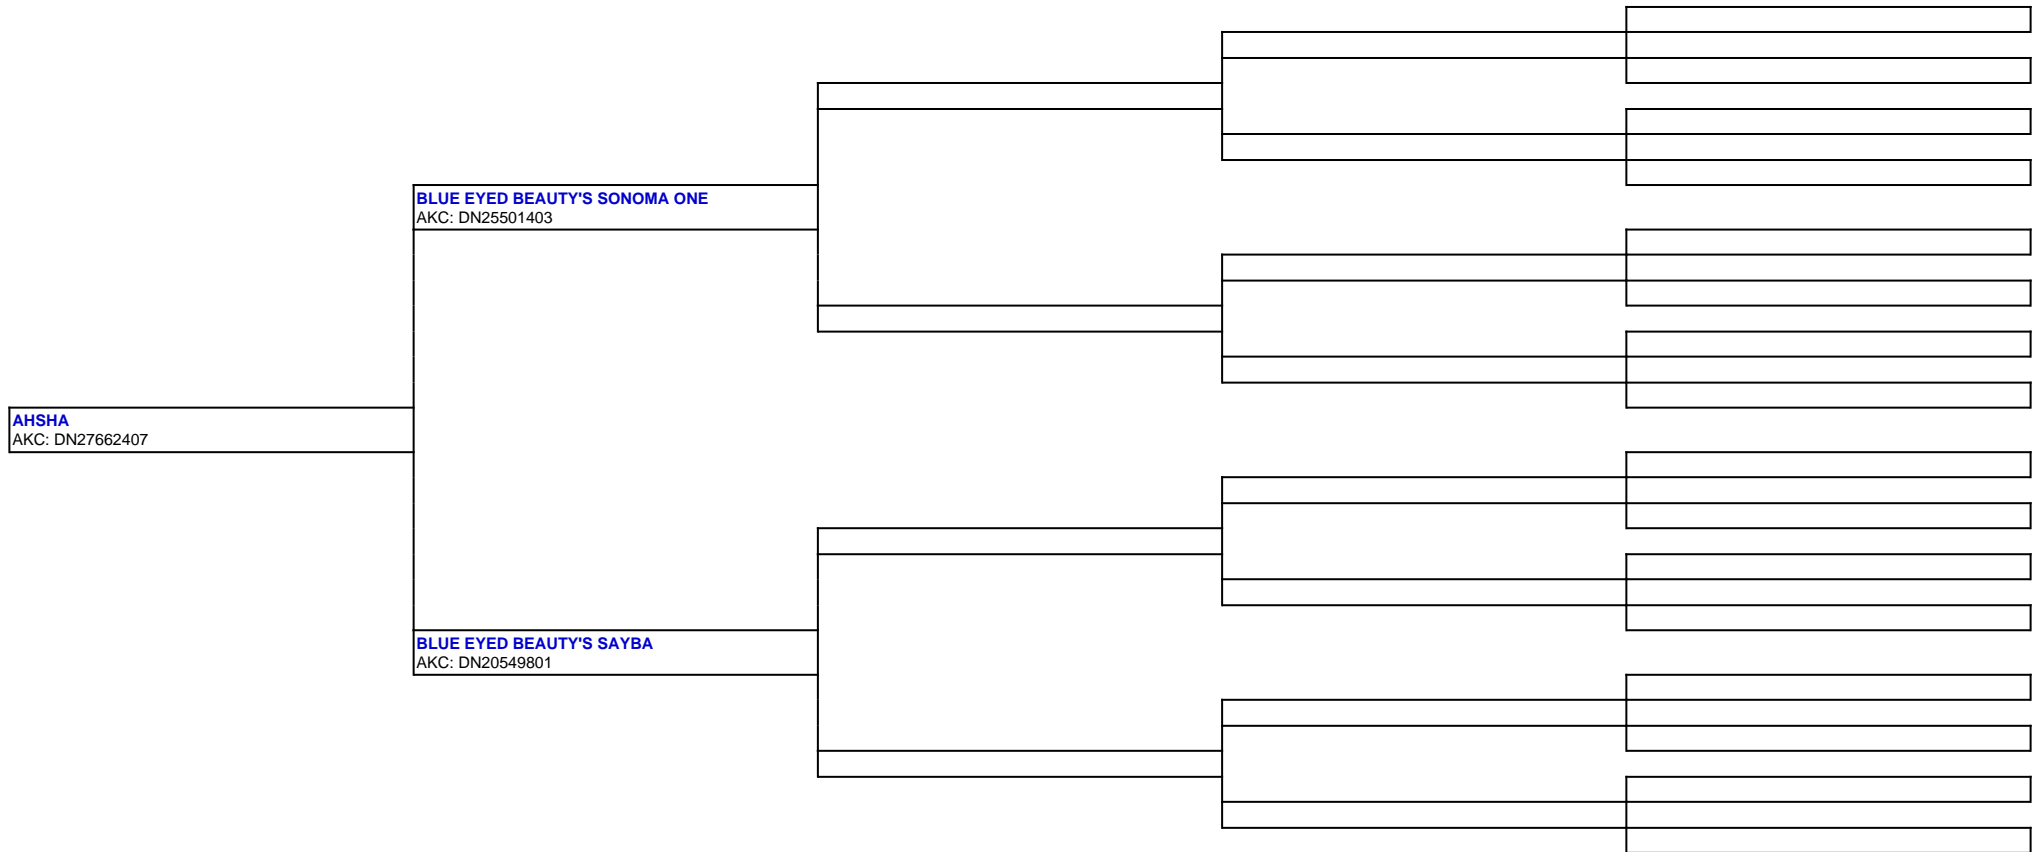 BLUE EYED BEAUTY'S SONOMA ONE
AKC: DN25501403
AHSHA
AKC: DN27662407
BLUE EYED BEAUTY'S SAYBA
AKC: DN20549801